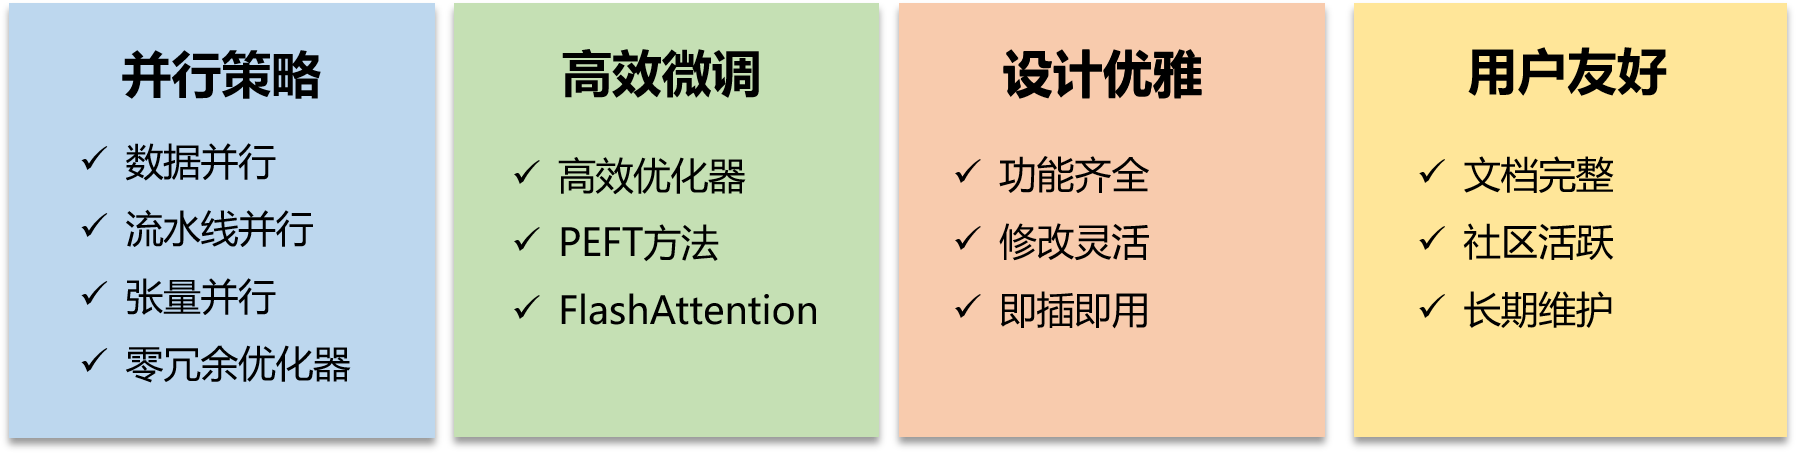 并行策略
✓ 数据并行
✓ 流水线并行
✓ 张量并行
✓ 零冗余优化器
高效微调
✓ 高效优化器
✓ PEFT方法
✓ FlashAttention
设计优雅
✓ 功能齐全
✓ 修改灵活
✓ 即插即用
用户友好
✓ 文档完整
✓ 社区活跃
✓ 长期维护